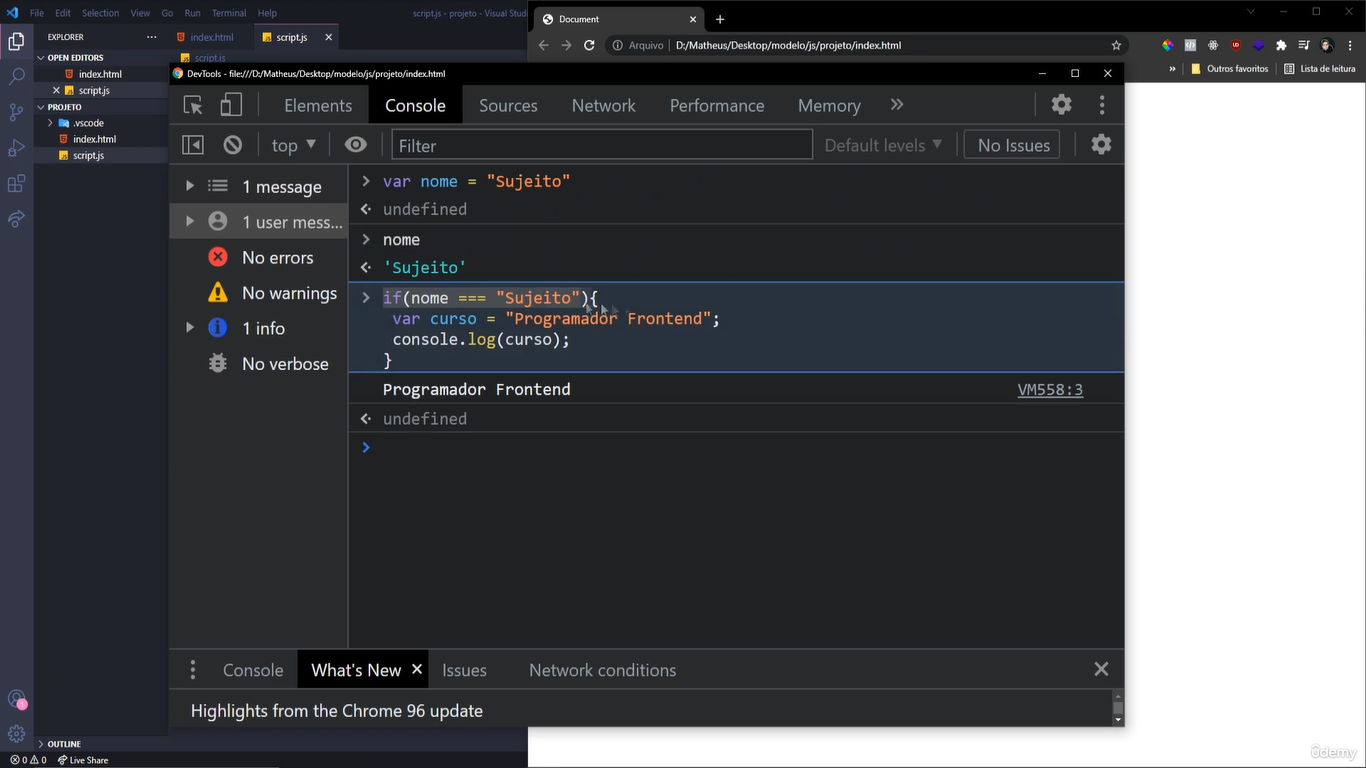 File Edit Selection View Go Run Terminal Help
script.js - projeto - Visual Studi
EXPLORER ···
index.html
script.js
OPEN EDITORS
index.html
script.js
PROJETO
.vscode
index.html
script.js
script.js
OUTLINE
0 0 Live Share
1
Document
Arquivo D:/Matheus/Desktop/modelo/js/projeto/index.html
» Outros favoritos Lista de leitura
DevTools - file:///D:/Matheus/Desktop/modelo/js/projeto/index.html
Elements Console Sources Network Performance Memory »
top Filter Default levels No Issues
1 message
1 user mess...
No errors
No warnings
1 info
No verbose
var nome = "Sujeito"
undefined
nome
'Sujeito'
if(nome === "Sujeito"){
var curso = "Programador Frontend";
console.log(curso);
}
Programador Frontend VM558:3
undefined
Console What's New Issues Network conditions
Highlights from the Chrome 96 update
ûdemy